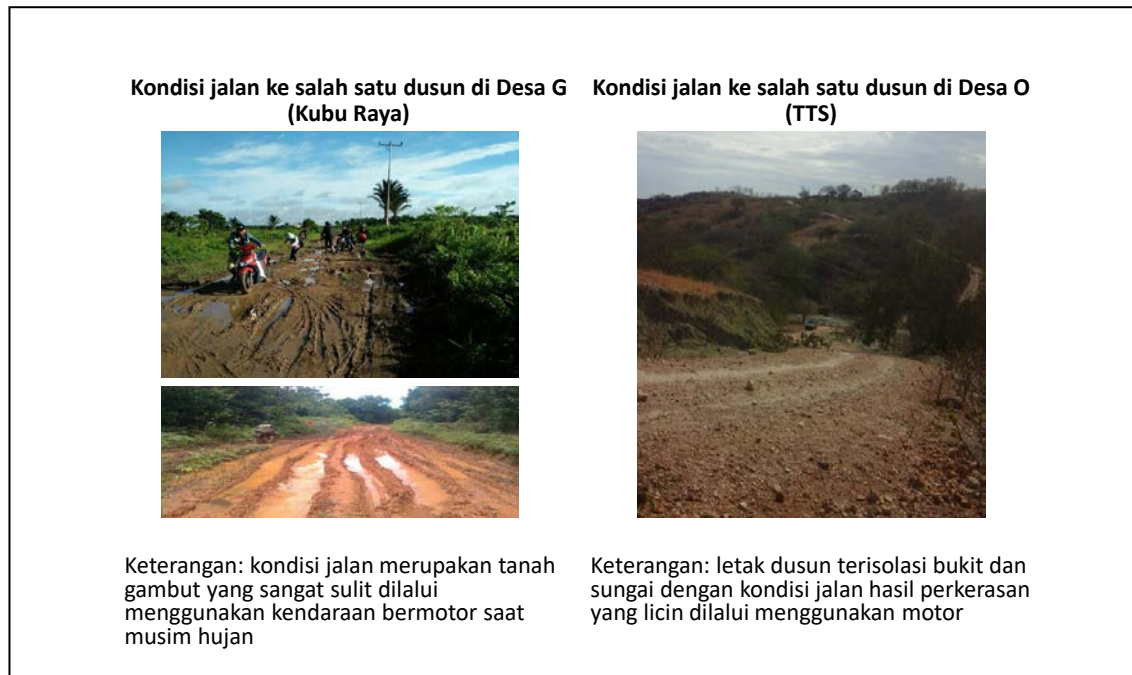 Kondisi jalan ke salah satu dusun di Desa G
(Kubu Raya)
Keterangan: kondisi jalan merupakan tanah
gambut yang sangat sulit dilalui
menggunakan kendaraan bermotor saat
musim hujan
Kondisi jalan ke salah satu dusun di Desa O
(TTS)
Keterangan: letak dusun terisolasi bukit dan
sungai dengan kondisi jalan hasil perkerasan
yang licin dilalui menggunakan motor